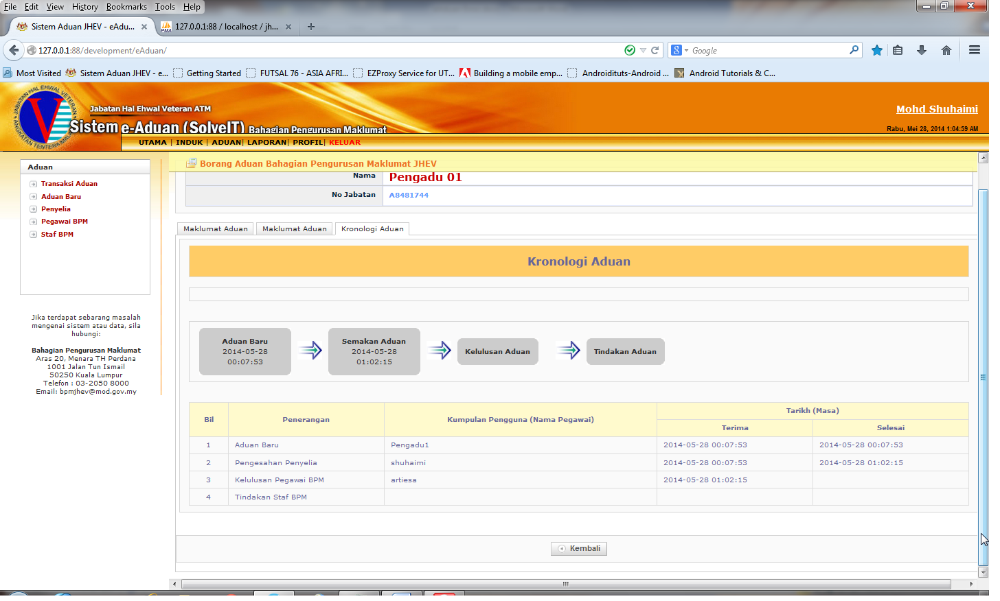 File Edit View History Bookmarks Tools Help
Sistem Aduan JHEV - eAdu... × 127.0.0.1:88 / localhost / jh... × +
127.0.0.1:88/development/eAduan/
Google
Most Visited Sistem Aduan JHEV - e... Getting Started FUTSAL 76 - ASIA AFRI... EZProxy Service for UT... Building a mobile emp... Androidituts-Android ... Android Tutorials & C...
JABATAN HAL EHWAL VETERAN
ANGKATAN TENTERA
Jabatan Hal Ehwal Veteran ATM
Sistem e-Aduan (SolveIT) Bahagian Pengurusan Maklumat
Mohd Shuhaimi
Rabu, Mei 28, 2014 1:04:59 AM
UTAMA | INDUK | ADUAN| LAPORAN| PROFIL| KELUAR
Aduan
Transaksi Aduan
Aduan Baru
Penyelia
Pegawai BPM
Staf BPM
Jika terdapat sebarang masalah
mengenai sistem atau data, sila
hubungi:
Bahagian Pengurusan Maklumat
Aras 20, Menara TH Perdana
1001 Jalan Tun Ismail
50250 Kuala Lumpur
Telefon : 03-2050 8000
Email: bpmjhev@mod.gov.my
Borang Aduan Bahagian Pengurusan Maklumat JHEV
Nama Pengadu 01
No Jabatan A8481744
Maklumat Aduan Maklumat Aduan Kronologi Aduan
Kronologi Aduan
Aduan Baru
2014-05-28
00:07:53
Semakan Aduan
2014-05-28
01:02:15
Kelulusan Aduan
Tindakan Aduan
Bil Penerangan Kumpulan Pengguna (Nama Pegawai) Tarikh (Masa)
Terima Selesai
1 Aduan Baru Pengadu1 2014-05-28 00:07:53 2014-05-28 00:07:53
2 Pengesahan Penyelia shuhaimi 2014-05-28 00:07:53 2014-05-28 01:02:15
3 Kelulusan Pegawai BPM artiesa 2014-05-28 01:02:15
4 Tindakan Staf BPM
Kembali